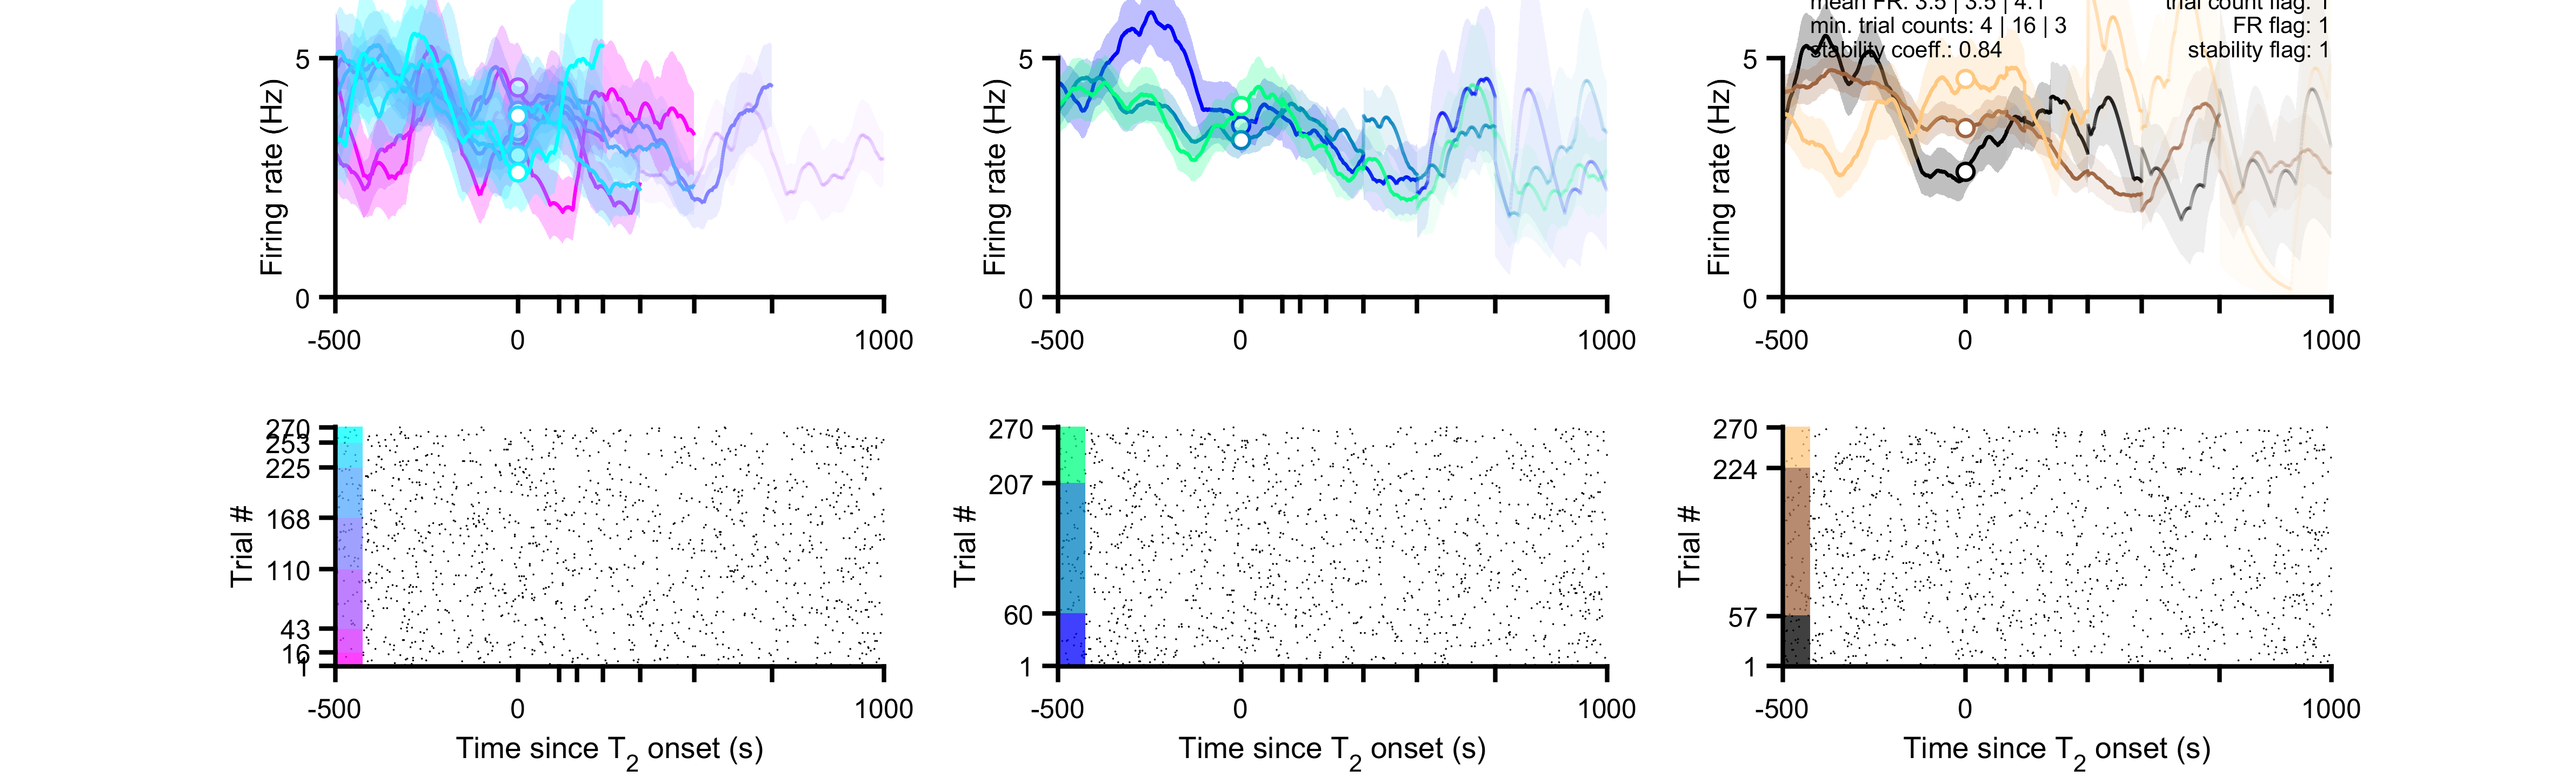 mean FR: 3.5 | 3.5 | 4.1 trial count flag: 1
min. trial counts: 4 | 16 | 3 FR flag: 1
stability coeff.: 0.84 stability flag: 1
5 5 5
Firing rate (Hz) Firing rate (Hz) Firing rate (Hz)
0 0 0
-500 0 1000 -500 0 1000 -500 0 1000
270 270 270
253
225 224
207
168
Trial # Trial # Trial #
110
60 57
43
16
1 1 1
-500 0 1000 -500 0 1000 -500 0 1000
Time since T2 onset (s) Time since T2 onset (s) Time since T2 onset (s)